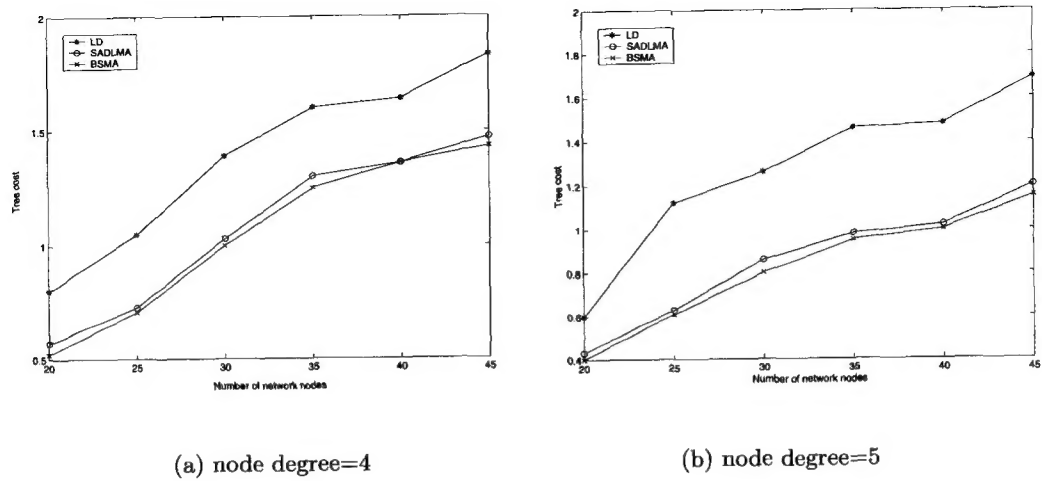 2
LD
SADLMA
BSMA
1.5
Tree cost
1
0.5
20 25 30 35 40 45
Number of network nodes
(a) node degree=4
2
LD
SADLMA
BSMA
1.8
1.6
1.4
1.2
Tree cost
1
0.8
0.6
0.4
20 25 30 35 40 45
Number of network nodes
(b) node degree=5